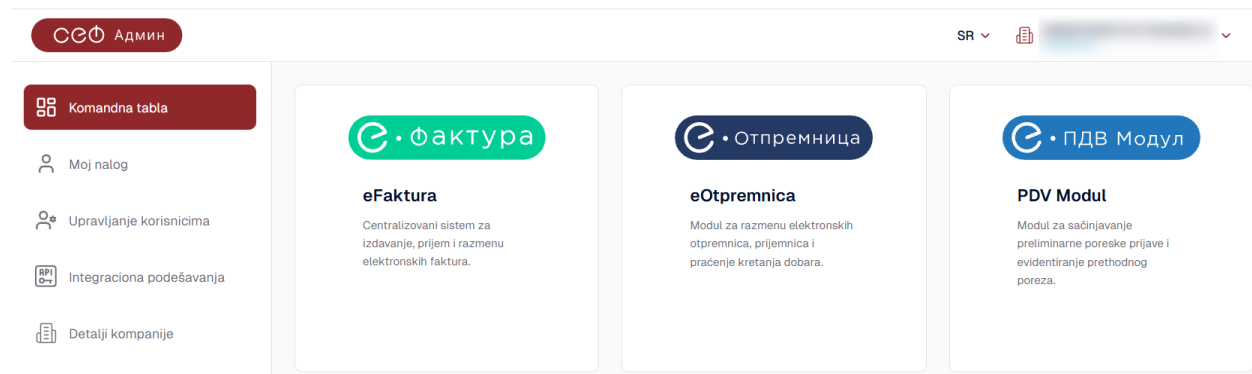 СЕФ Админ
SR
Komandna tabla
Moj nalog
Upravljanje korisnicima
API
Integraciona podešavanja
Detalji kompanije
е•Фактура
eFaktura
Centralizovani sistem za
izdavanje, prijem i razmenu
elektronskih faktura.
е•Отпремница
eOtpremnica
Modul za razmenu elektronskih
otpremnica, prijemnica i
praćenje kretanja dobara.
е•ПДВ Модул
PDV Modul
Modul za sačinjavanje
preliminarne poreske prijave i
evidentiranje prethodnog
poreza.